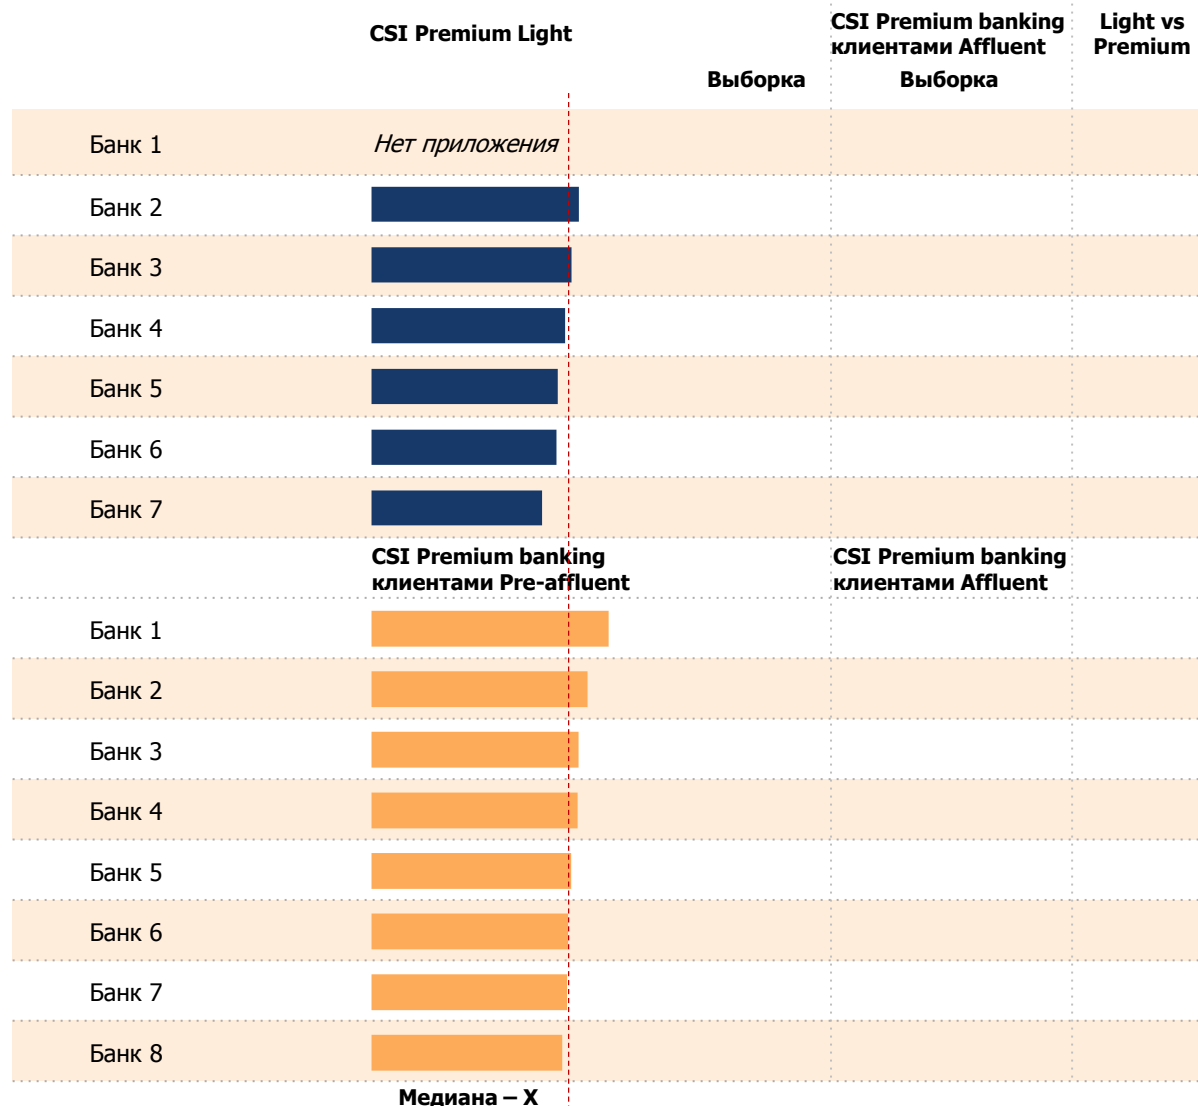 CSI Premium Light
CSI Premium banking
клиентами Affluent
Light vs
Premium
Выборка
Выборка
Банк 1
Нет приложения
Банк 2
Банк 3
Банк 4
Банк 5
Банк 6
Банк 7
CSI Premium banking
клиентами Pre-affluent
CSI Premium banking
клиентами Affluent
Банк 1
Банк 2
Банк 3
Банк 4
Банк 5
Банк 6
Банк 7
Банк 8
Медиана – X